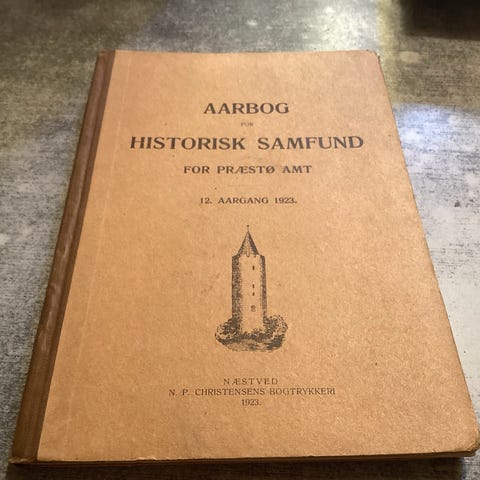 AARBOG
FOR
HISTORISK SAMFUND
FOR PRÆSTØ AMT
12. AARGANG 1923.
NÆSTVED
N. P. CHRISTENSENS BOGTRYKKERI
1923.